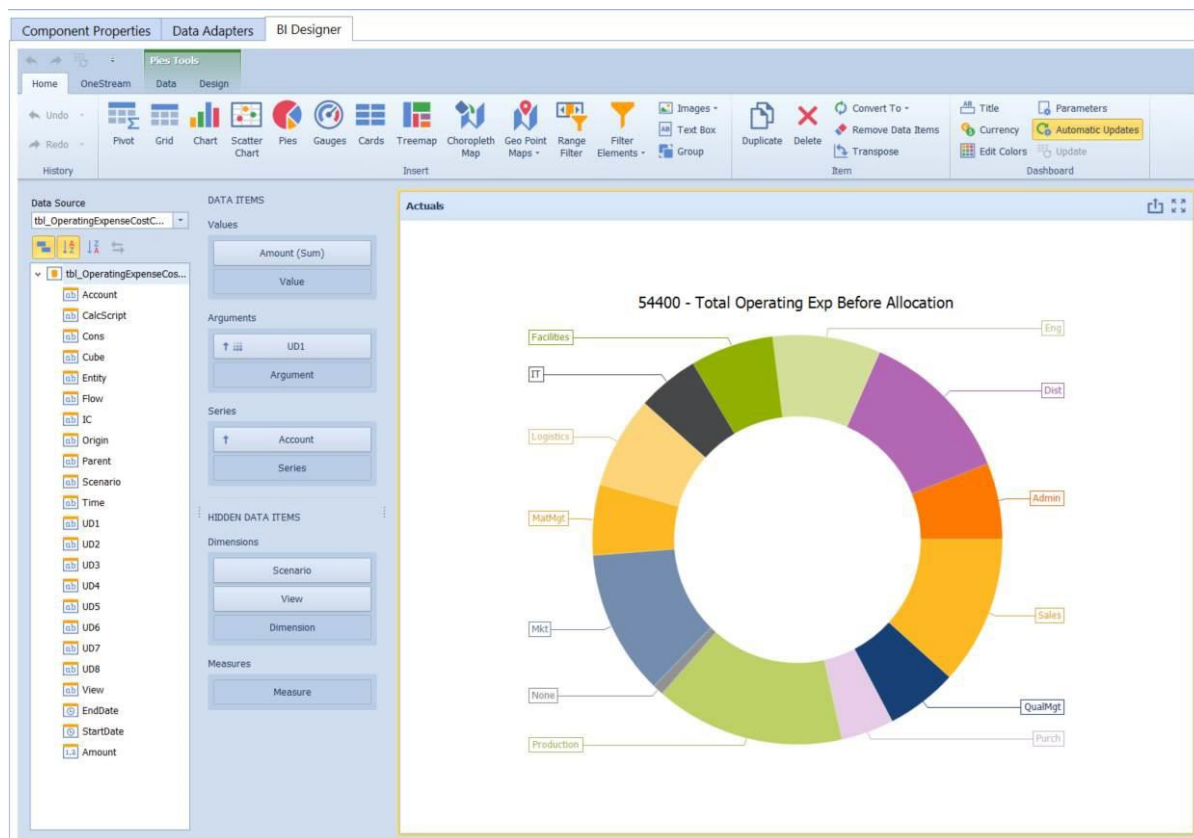 Component Properties Data Adapters BI Designer
Pies Tools
Home OneStream Data Design
Undo
Redo
History
Pivot Grid Chart Scatter Chart Pies Gauges Cards Treemap Choropleth Map Geo Point Maps Range Filter Filter Elements
Images
Text Box
Group
Insert
Duplicate Delete
Convert To
Remove Data Items
Transpose
Item
Title Parameters
Currency Automatic Updates
Edit Colors Update
Dashboard
Data Source
tbl_OperatingExpenseCostC...
tbl_OperatingExpenseCos...
Account
CalcScript
Cons
Cube
Entity
Flow
IC
Origin
Parent
Scenario
Time
UD1
UD2
UD3
UD4
UD5
UD6
UD7
UD8
View
EndDate
StartDate
Amount
DATA ITEMS
Values
Amount (Sum)
Value
Arguments
UD1
Argument
Series
Account
Series
HIDDEN DATA ITEMS
Dimensions
Scenario
View
Dimension
Measures
Measure
Actuals
54400 - Total Operating Exp Before Allocation
Facilities
Eng
IT
Dist
Logistics
Admin
MatMgt
Sales
Mkt
None
QualMgt
Production
Purch